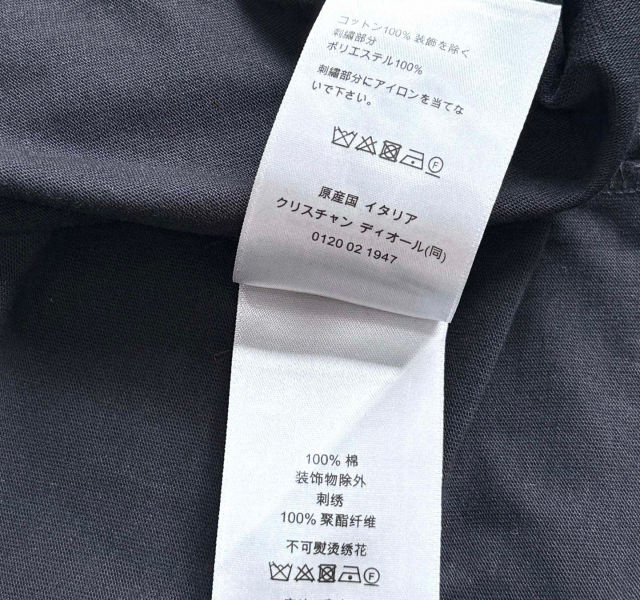 コットン100% 装飾を除く
刺繍部分
ポリエステル100%
刺繍部分にアイロンを当てな
いで下さい。
F
原産国 イタリア
クリスチャン ディオール(同)
0120 02 1947
100% 棉
装饰物除外
刺绣
100% 聚酯纤维
不可熨烫绣花
F